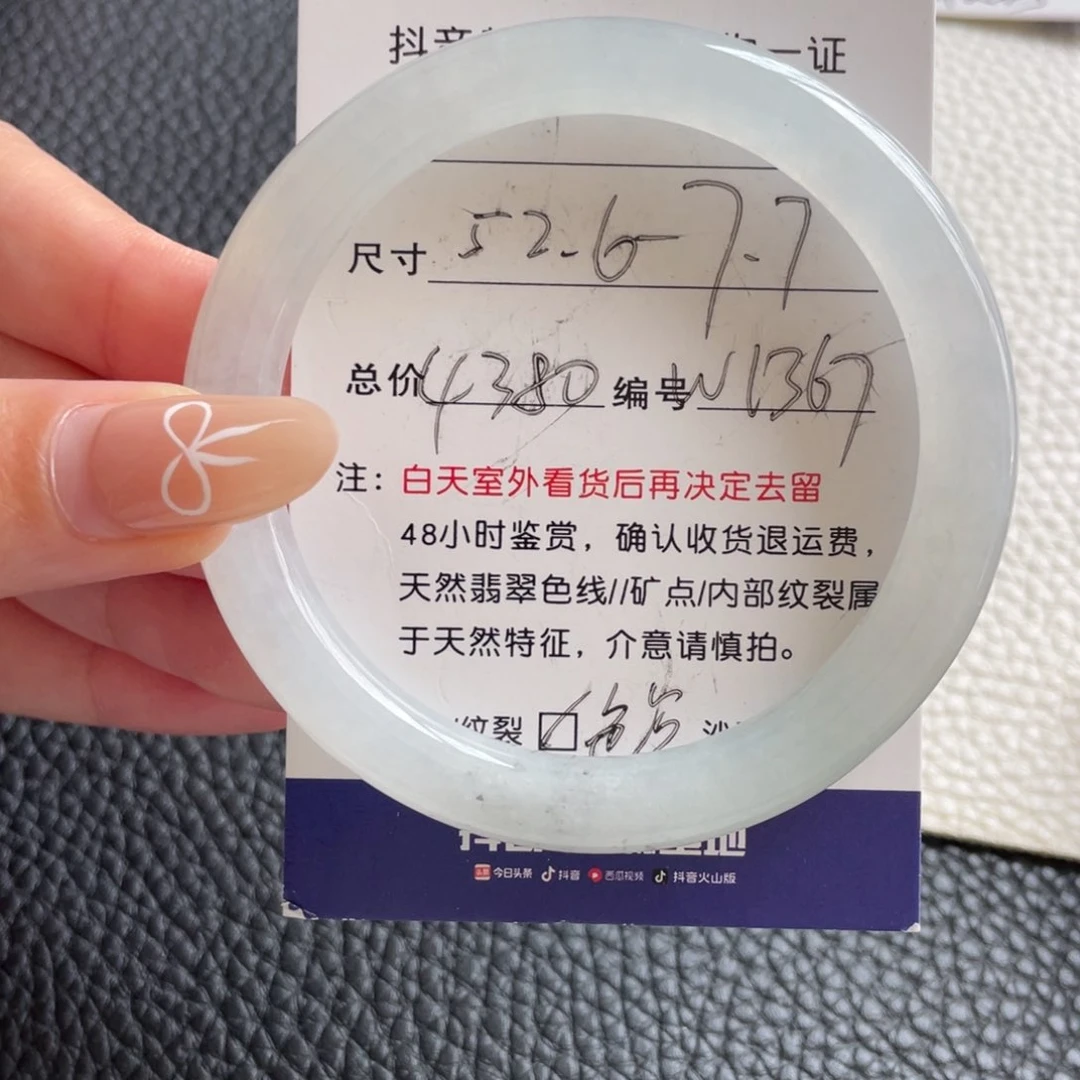 抖音 一证
尺寸 52.6-7.7
总价 4380 编号 W1367
注：白天室外看货后再决定去留
48小时鉴赏，确认收货退运费，
天然翡翠色线//矿点/内部纹裂属
于天然特征，介意请慎拍。
纹裂
今日头条 抖音 西瓜视频 抖音火山版